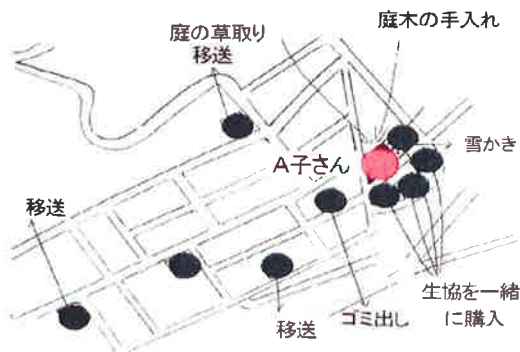 庭の草取り
移送
庭木の手入れ
雪かき
A子さん
移送
生協を一緒
に購入
ゴミ出し
移送